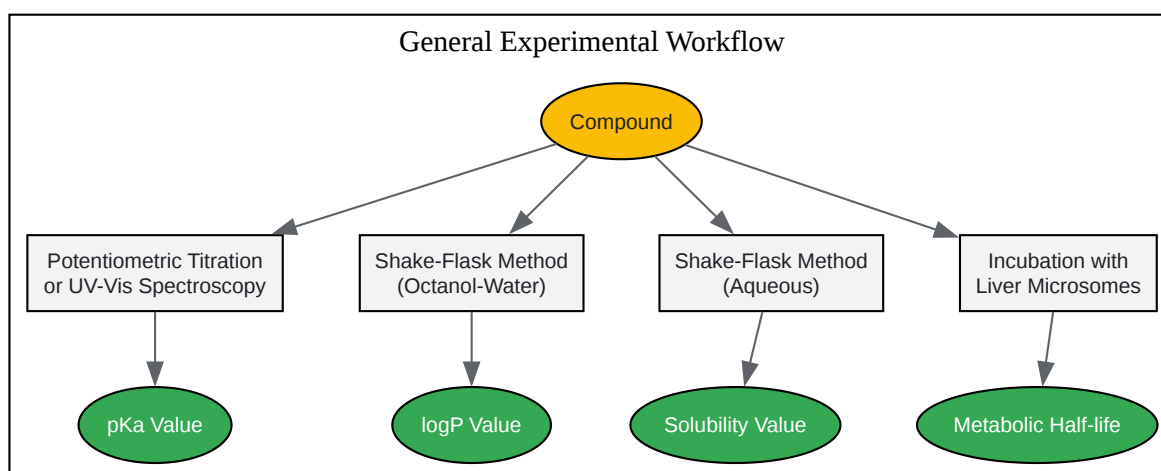 General Experimental Workflow
Compound
Potentiometric Titration
or UV-Vis Spectroscopy
Shake-Flask Method
(Octanol-Water)
Shake-Flask Method
(Aqueous)
Incubation with
Liver Microsomes
pKa Value
logP Value
Solubility Value
Metabolic Half-life